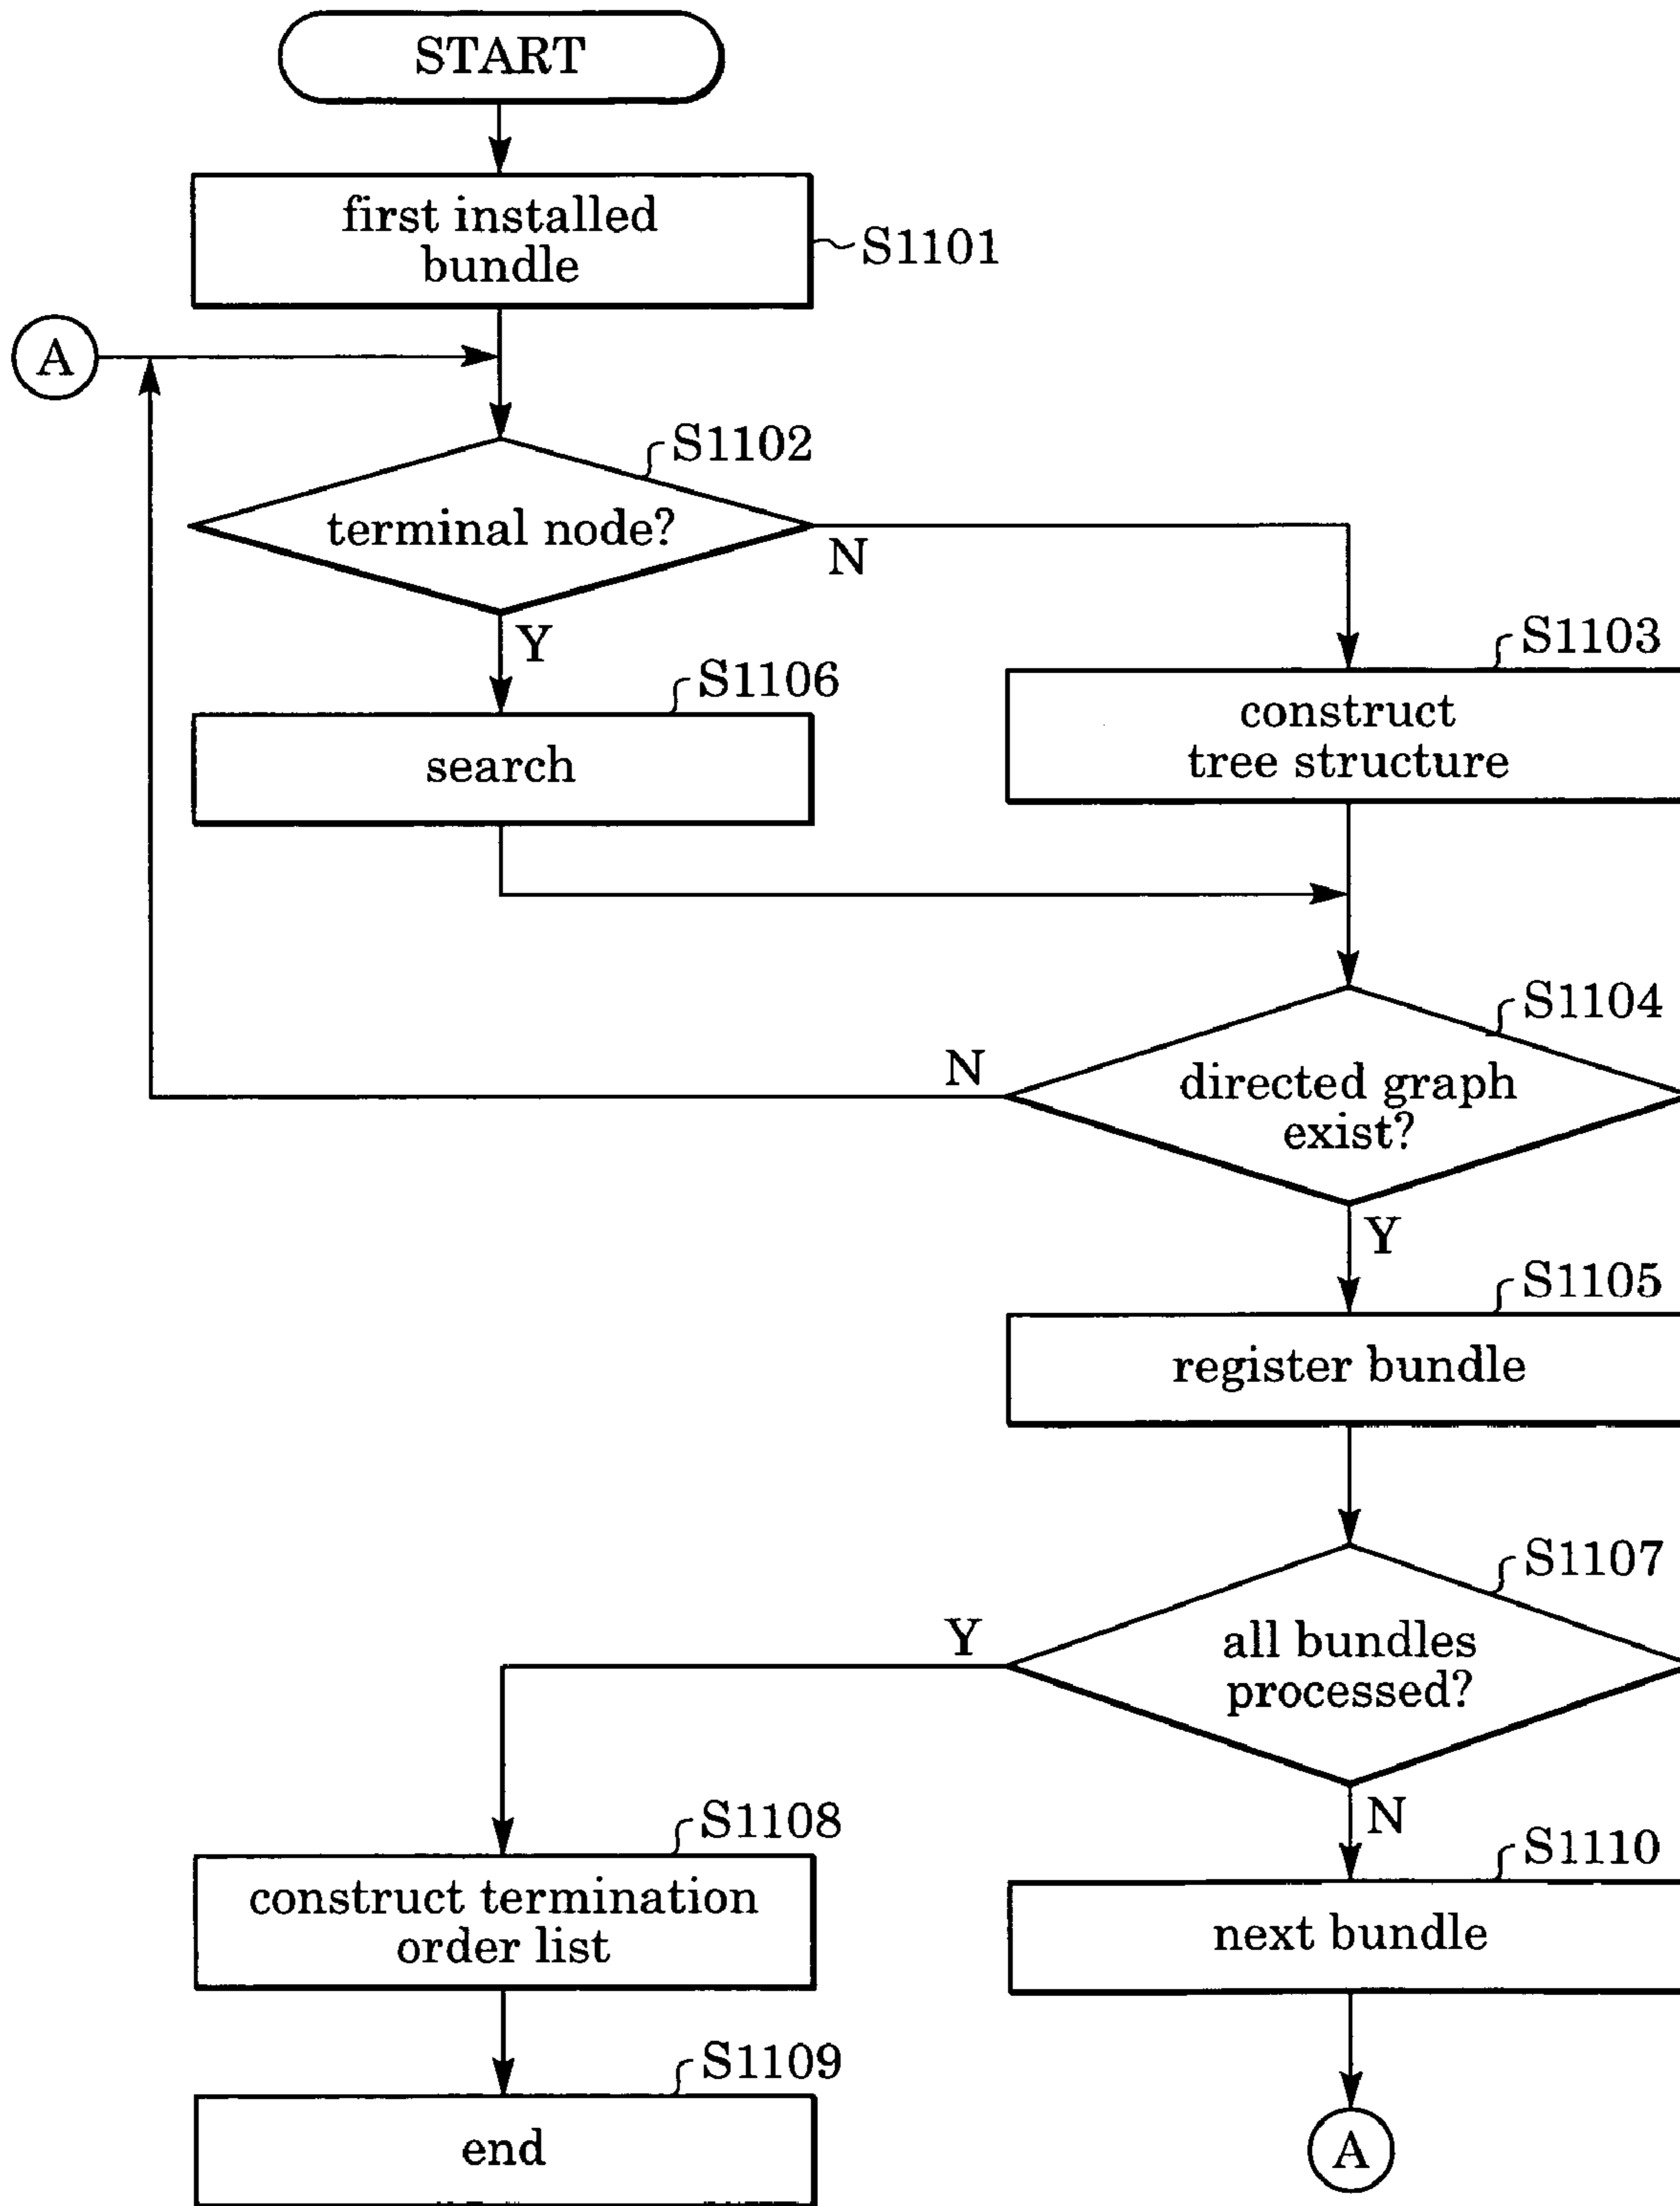 START
first installed
bundle
S1101
A
S1102
terminal node?
N
Y
S1103
construct
tree structure
S1106
search
S1104
N
directed graph
exist?
Y
S1105
register bundle
S1107
Y
all bundles
processed?
N
S1108
construct termination
order list
S1110
next bundle
S1109
end
A